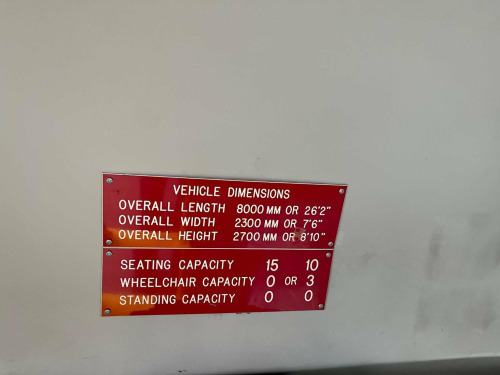 VEHICLE DIMENSIONS
OVERALL LENGTH 8000 MM OR 26'2"
OVERALL WIDTH 2300 MM OR 7'6"
OVERALL HEIGHT 2700 MM OR 8'10"
SEATING CAPACITY 15 10
WHEELCHAIR CAPACITY 0 OR 3
STANDING CAPACITY 0 0